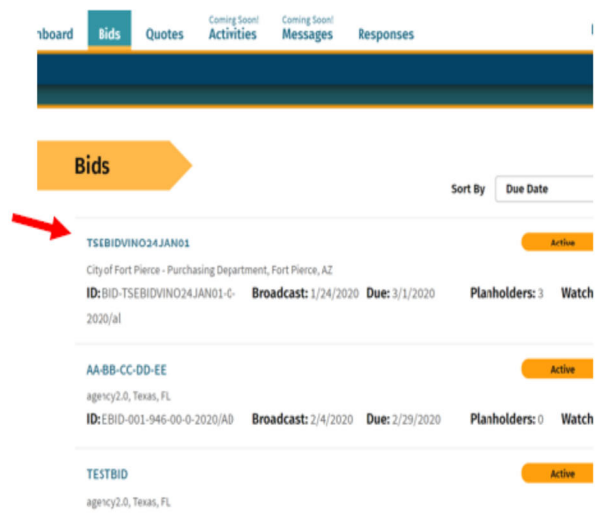 Bids Quotes Coming Soon! Activities Coming Soon! Messages Responses
Bids
Sort By Due Date
TSEBIDVINO24JAN01 Active
City of Fort Pierce - Purchasing Department, Fort Pierce, AZ
ID: BID-TSEBIDVINO24JAN01-0- Broadcast: 1/24/2020 Due: 3/1/2020 Planholders: 3 Watch
2020/al
AA-BB-CC-DD-EE Active
agency2.0, Texas, FL
ID: EBID-001-946-00-0-2020/AD Broadcast: 2/4/2020 Due: 2/29/2020 Planholders: 0 Watch
TESTBID Active
agency2.0, Texas, FL